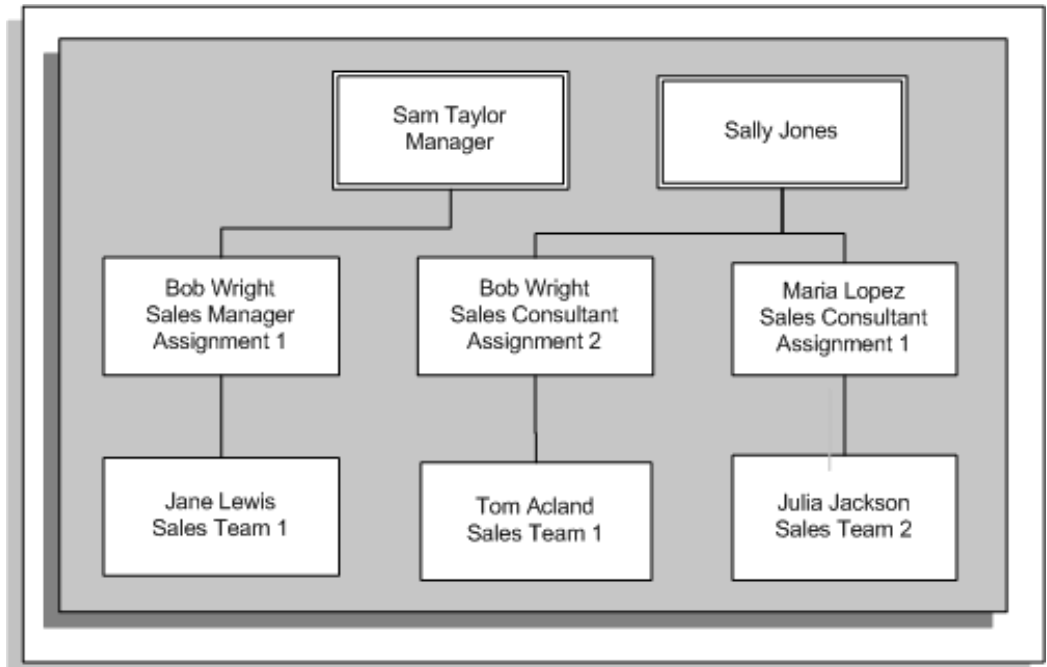 Sam Taylor
Manager
Sally Jones
Bob Wright
Sales Manager
Assignment 1
Bob Wright
Sales Consultant
Assignment 2
Maria Lopez
Sales Consultant
Assignment 1
Jane Lewis
Sales Team 1
Tom Acland
Sales Team 1
Julia Jackson
Sales Team 2